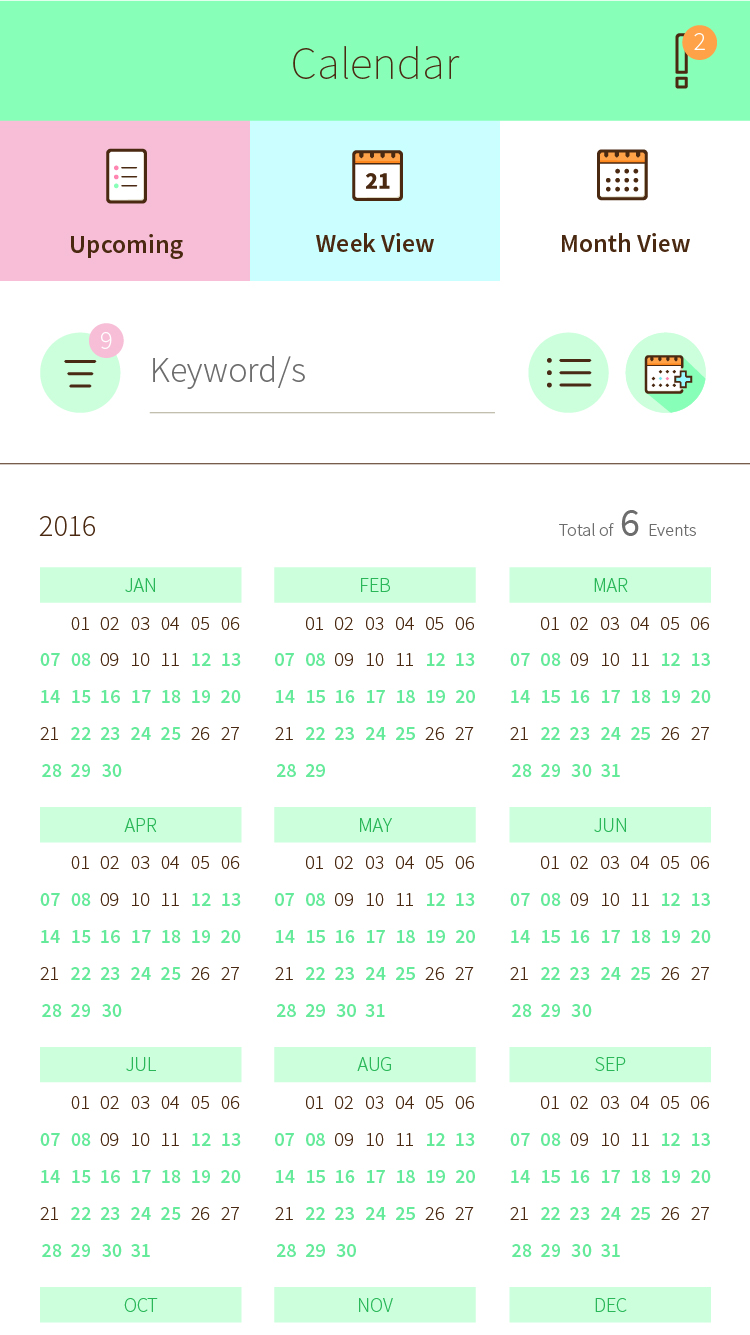 Calendar
2
Upcoming
21
Week View
Month View
9
Keyword/s
2016
Total of 6 Events
JAN FEB MAR
01 02 03 04 05 06 01 02 03 04 05 06 01 02 03 04 05 06
07 08 09 10 11 12 13 07 08 09 10 11 12 13 07 08 09 10 11 12 13
14 15 16 17 18 19 20 14 15 16 17 18 19 20 14 15 16 17 18 19 20
21 22 23 24 25 26 27 21 22 23 24 25 26 27 21 22 23 24 25 26 27
28 29 30 28 29 28 29 30 31
APR MAY JUN
01 02 03 04 05 06 01 02 03 04 05 06 01 02 03 04 05 06
07 08 09 10 11 12 13 07 08 09 10 11 12 13 07 08 09 10 11 12 13
14 15 16 17 18 19 20 14 15 16 17 18 19 20 14 15 16 17 18 19 20
21 22 23 24 25 26 27 21 22 23 24 25 26 27 21 22 23 24 25 26 27
28 29 30 28 29 30 31 28 29 30
JUL AUG SEP
01 02 03 04 05 06 01 02 03 04 05 06 01 02 03 04 05 06
07 08 09 10 11 12 13 07 08 09 10 11 12 13 07 08 09 10 11 12 13
14 15 16 17 18 19 20 14 15 16 17 18 19 20 14 15 16 17 18 19 20
21 22 23 24 25 26 27 21 22 23 24 25 26 27 21 22 23 24 25 26 27
28 29 30 31 28 29 30 28 29 30 31
OCT NOV DEC